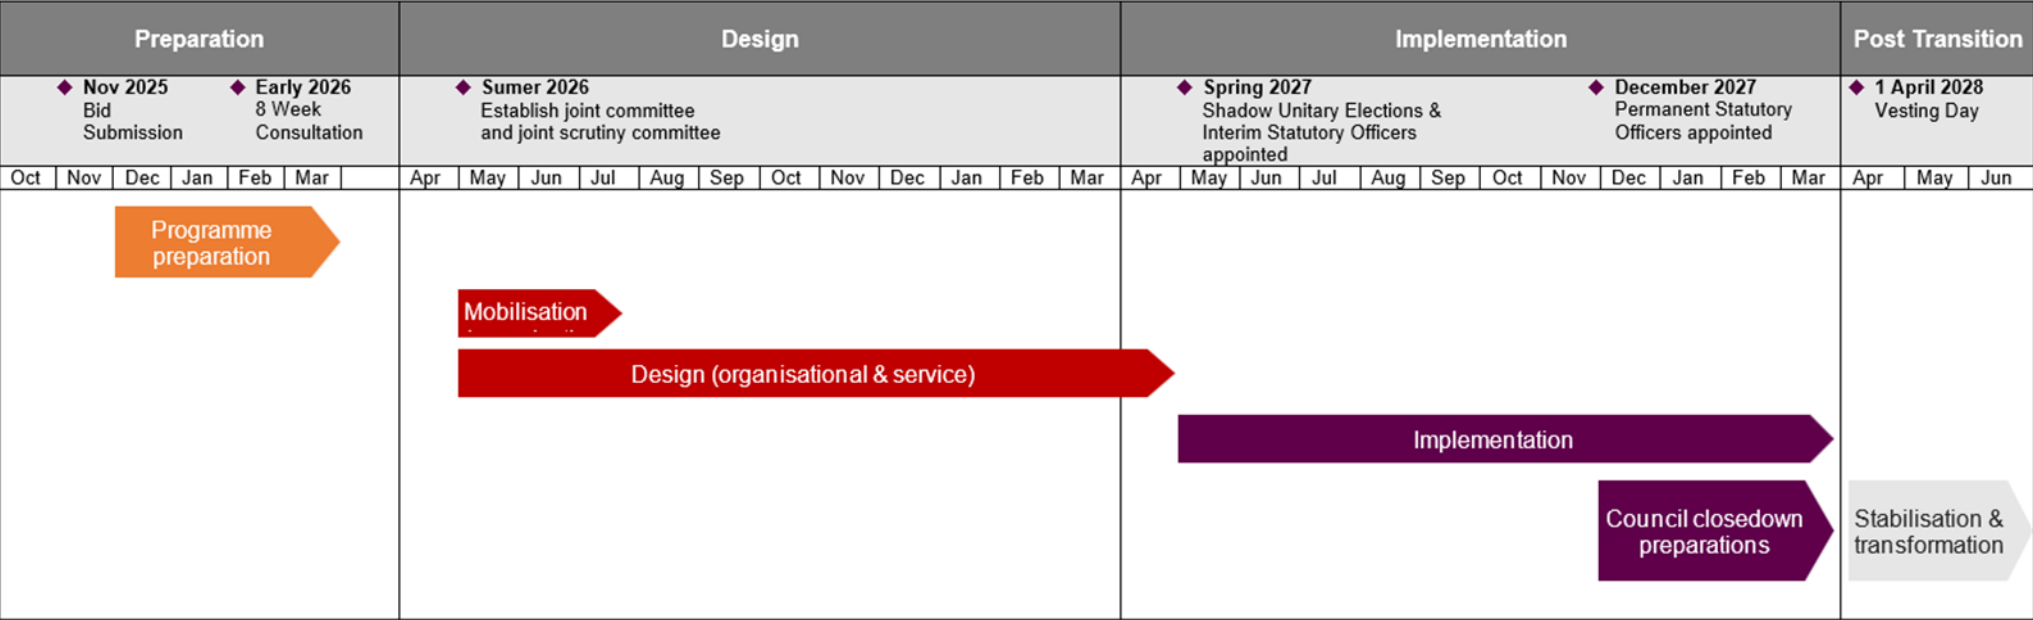 Preparation
Design
Implementation
Post Transition
Nov 2025
Bid
Submission
Early 2026
8 Week
Consultation
Sumer 2026
Establish joint committee
and joint scrutiny committee
Spring 2027
Shadow Unitary Elections &
Interim Statutory Officers
appointed
December 2027
Permanent Statutory
Officers appointed
1 April 2028
Vesting Day
Oct Nov Dec Jan Feb Mar Apr May Jun Jul Aug Sep Oct Nov Dec Jan Feb Mar Apr May Jun Jul Aug Sep Oct Nov Dec Jan Feb Mar Apr May Jun
Programme
preparation
Mobilisation
Design (organisational & service)
Implementation
Council closedown
preparations
Stabilisation &
transformation